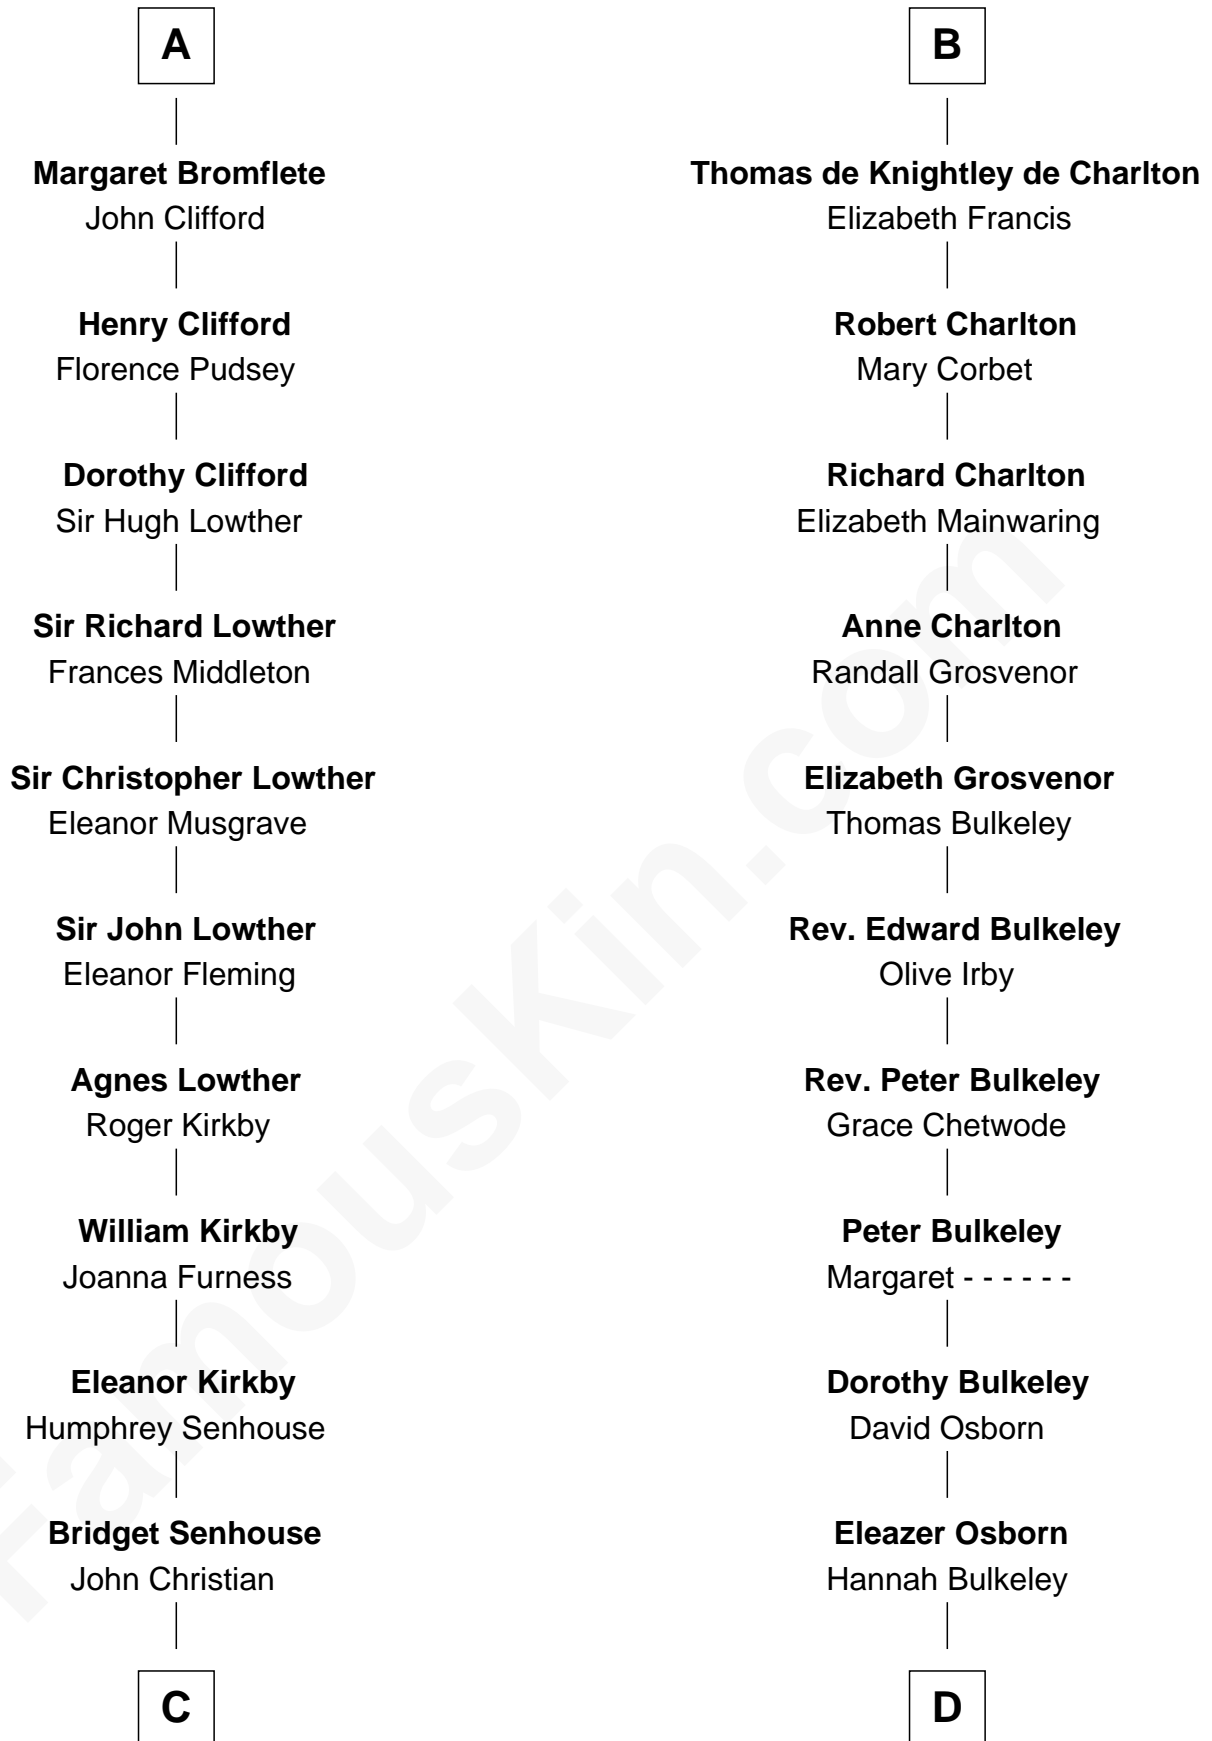 A
Margaret Bromflete
John Clifford
Henry Clifford
Florence Pudsey
Dorothy Clifford
Sir Hugh Lowther
Sir Richard Lowther
Frances Middleton
Sir Christopher Lowther
Eleanor Musgrave
Sir John Lowther
Eleanor Fleming
Agnes Lowther
Roger Kirkby
William Kirkby
Joanna Furness
Eleanor Kirkby
Humphrey Senhouse
Bridget Senhouse
John Christian
C
B
Thomas de Knightley de Charlton
Elizabeth Francis
Robert Charlton
Mary Corbet
Richard Charlton
Elizabeth Mainwaring
Anne Charlton
Randall Grosvenor
Elizabeth Grosvenor
Thomas Bulkeley
Rev. Edward Bulkeley
Olive Irby
Rev. Peter Bulkeley
Grace Chetwode
Peter Bulkeley
Margaret - - - - - -
Dorothy Bulkeley
David Osborn
Eleazer Osborn
Hannah Bulkeley
D
FamousKin.com